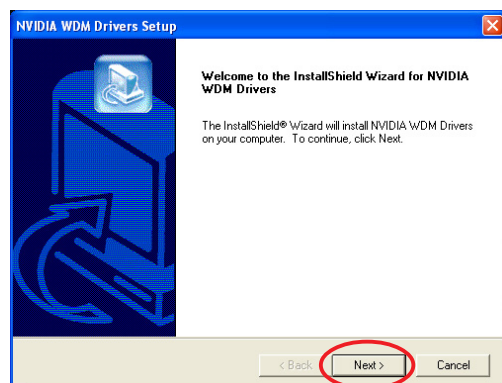 NVIDIA WDM Drivers Setup
Welcome to the InstallShield Wizard for NVIDIA
WDM Drivers
The InstallShield® Wizard will install NVIDIA WDM Drivers
on your computer. To continue, click Next.
< Back Next > Cancel